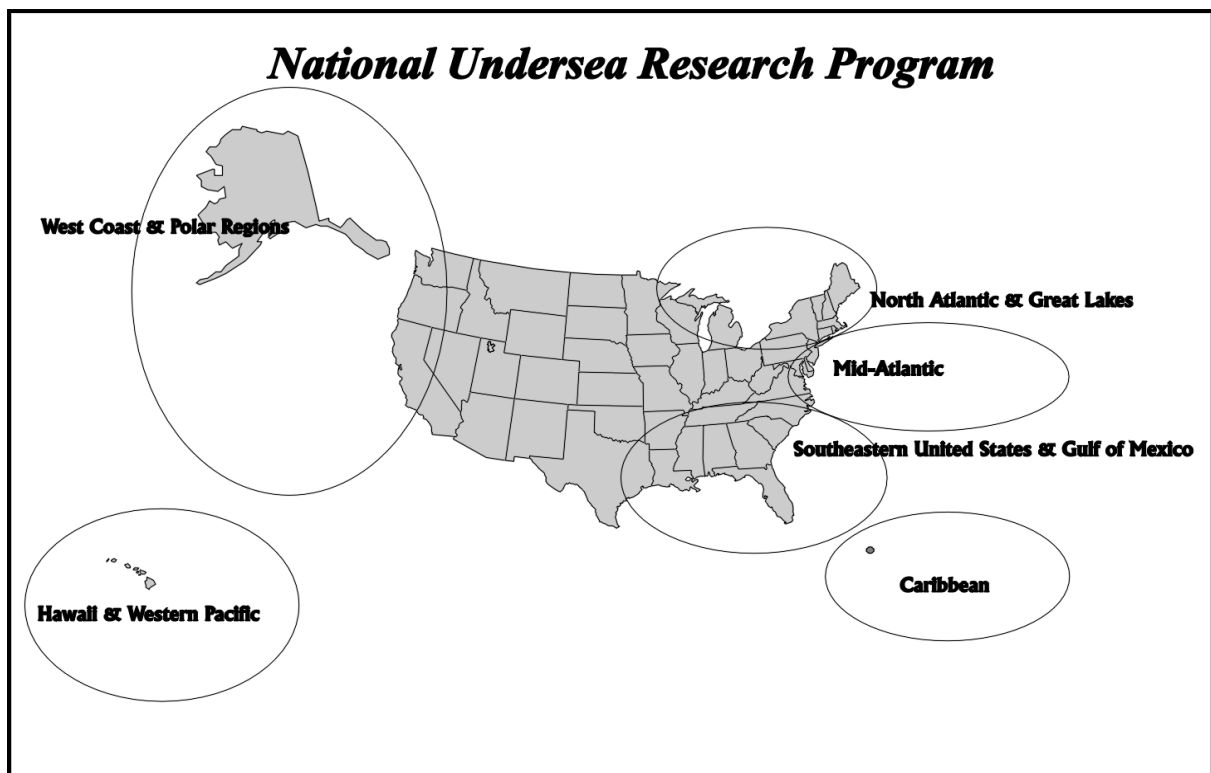 National Undersea Research Program
West Coast & Polar Regions
North Atlantic & Great Lakes
Mid-Atlantic
Southeastern United States & Gulf of Mexico
Caribbean
Hawaii & Western Pacific